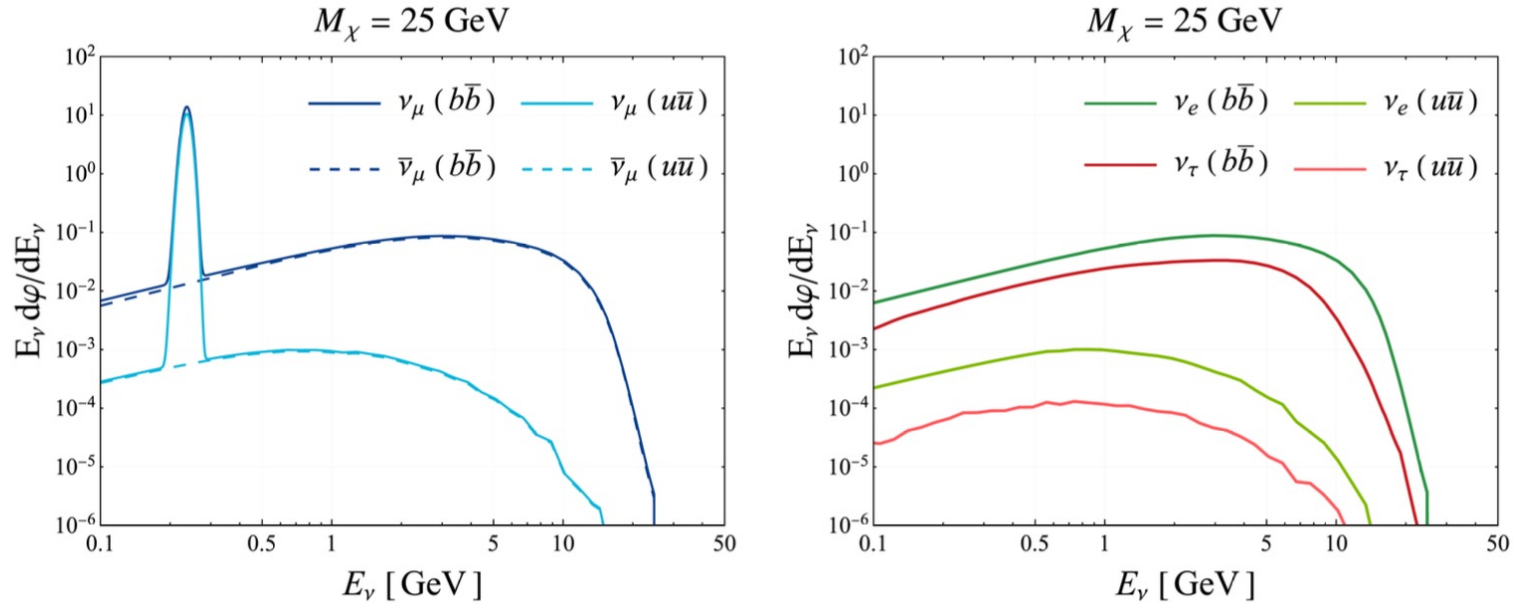 M_χ = 25 GeV
E_ν dφ/dE_ν
10^2
10^1
10^0
10^-1
10^-2
10^-3
10^-4
10^-5
10^-6
ν_μ (bb̅) ν_μ (uu̅)
ν̅_μ (bb̅) ν̅_μ (uu̅)
0.1 0.5 1 5 10 50
E_ν [GeV]
M_χ = 25 GeV
E_ν dφ/dE_ν
10^2
10^1
10^0
10^-1
10^-2
10^-3
10^-4
10^-5
10^-6
ν_e (bb̅) ν_e (uu̅)
ν_τ (bb̅) ν_τ (uu̅)
0.1 0.5 1 5 10 50
E_ν [GeV]